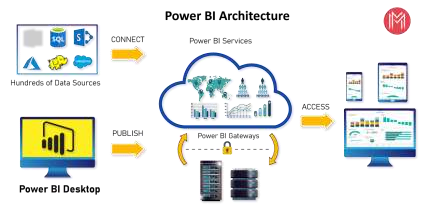 Power BI Architecture
M
CONNECT
Power BI Services
SQL
S
Hundreds of Data Sources
ACCESS
PUBLISH
Power BI Gateways
Power BI Desktop